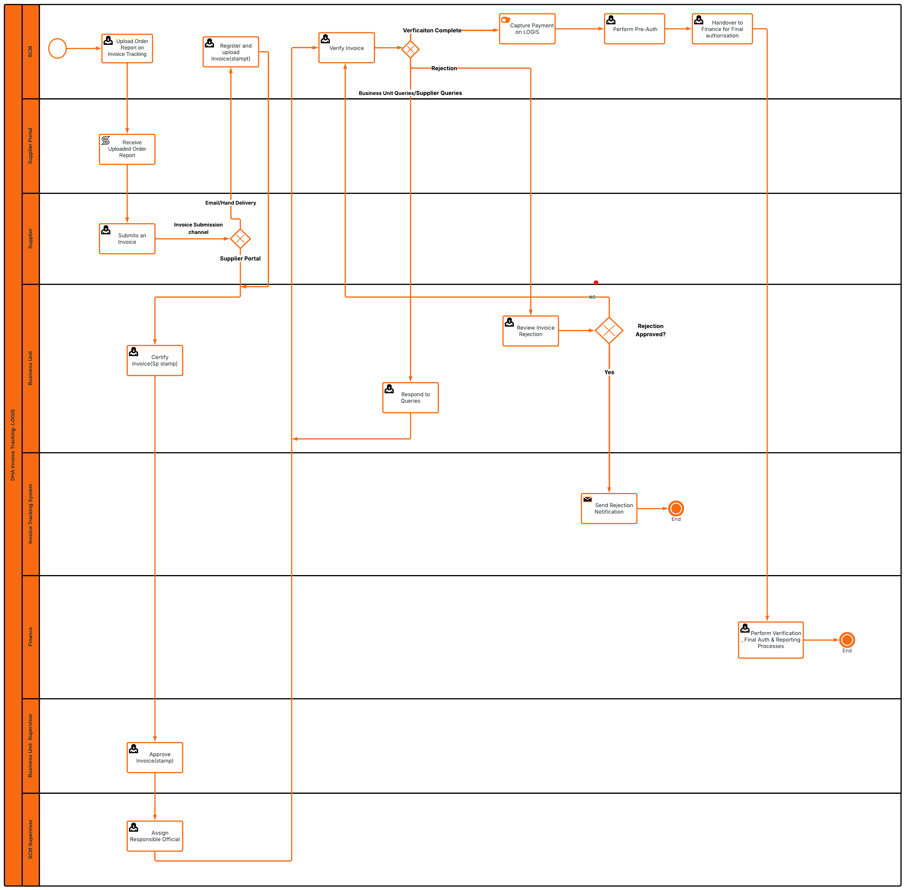 DHA Invoice Tracking- LOGIS
SCM
Upload Order
Report on
Invoice Tracking
Register and
upload
Invoice(stampt)
Verify Invoice
Verficaiton Complete
Capture Payment
on LOGIS
Perform Pre-Auth
Handover to
Finance for Final
authorisation
Rejection
Business Unit Queries/Supplier Queries
Supplier Portal
Receive
Uploaded Order
Report
Supplier
Submits an
Invoice
Invoice Submission
channel
Email/Hand Delivery
Supplier Portal
Business Unit
Certify
Invoice(Sp stamp)
Respond to
Queries
Review Invoice
Rejection
NO
Rejection
Approved?
Yes
Invoice Tracking System
Send Rejection
Notification
End
Finance
Perform Verification
, Final Auth & Reporting
Processes
End
Business Unit Supervisor
Approve
Invoice(stamp)
SCM Supervisor
Assign
Responsible Official